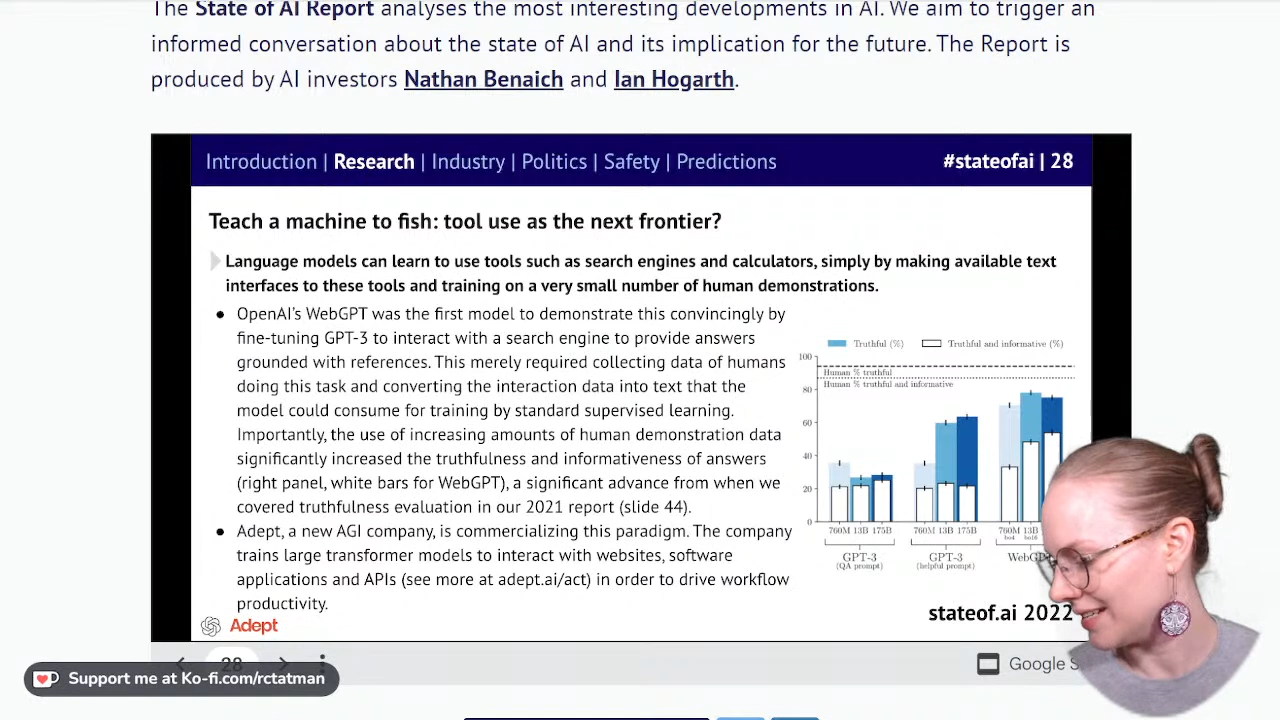 The State of AI Report analyses the most interesting developments in AI. We aim to trigger an
informed conversation about the state of AI and its implication for the future. The Report is
produced by AI investors Nathan Benaich and Ian Hogarth.
Introduction | Research | Industry | Politics | Safety | Predictions
#stateofai | 28
Teach a machine to fish: tool use as the next frontier?
Language models can learn to use tools such as search engines and calculators, simply by making available text
interfaces to these tools and training on a very small number of human demonstrations.
● OpenAI's WebGPT was the first model to demonstrate this convincingly by
fine-tuning GPT-3 to interact with a search engine to provide answers
grounded with references. This merely required collecting data of humans
doing this task and converting the interaction data into text that the
model could consume for training by standard supervised learning.
Importantly, the use of increasing amounts of human demonstration data
significantly increased the truthfulness and informativeness of answers
(right panel, white bars for WebGPT), a significant advance from when we
covered truthfulness evaluation in our 2021 report (slide 44).
● Adept, a new AGI company, is commercializing this paradigm. The company
trains large transformer models to interact with websites, software
applications and APIs (see more at adept.ai/act) in order to drive workflow
productivity.
Truthful (%) Truthful and informative (%)
100
Human % truthful
Human % truthful and informative
80
60
40
20
0
760M 13B 175B 760M 13B 175B 760M 13B
GPT-3 GPT-3
(QA prompt) (helpful prompt)
Adept
stateof.ai 2022
28
Google
Support me at Ko-fi.com/rctatman